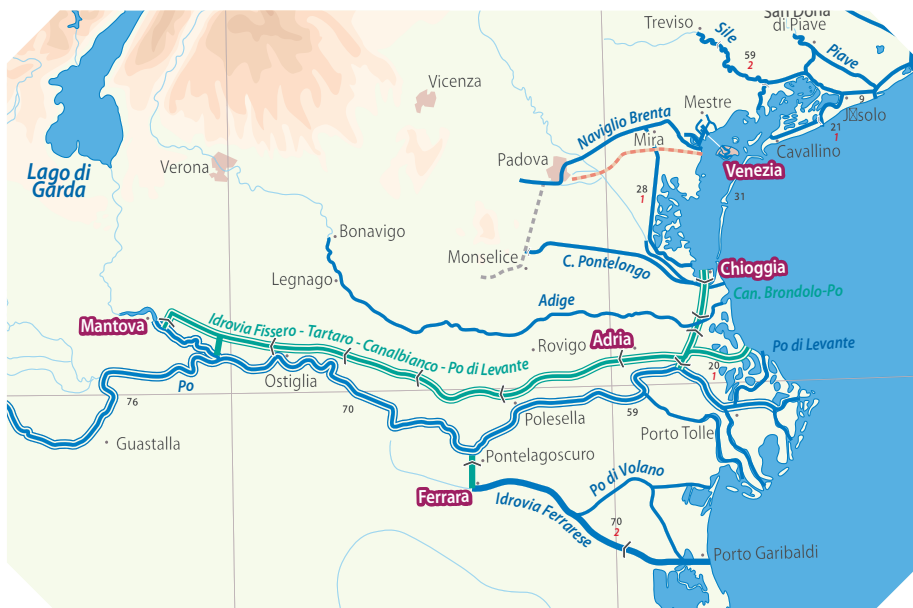 San Donà
di Piave
Treviso
Sile
59
2
Piave
Vicenza
Mestre
9
Naviglio Brenta
21
1
Mira
Cavallino
Padova
Verona
Lago di
Garda
Venezia
28
1
31
Bonavigo
Monselice
C. Pontelongo
Chioggia
Legnago
Can. Brondolo-Po
Adige
Mantova
Idrovia Fissero - Tartaro - Canalbianco - Po di Levante
Adria
Rovigo
Po di Levante
Ostiglia
20
1
Po
76
70
59
Polesella
Porto Tolle
Guastalla
Pontelagoscuro
Po di Volano
Ferrara
Idrovia Ferrarese
70
2
Porto Garibaldi